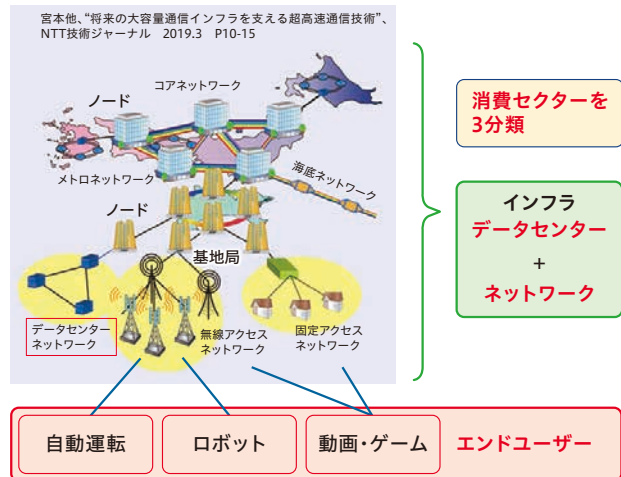 宮本他、“将来の大容量通信インフラを支える超高速通信技術”、
NTT技術ジャーナル 2019.3 P10-15
コアネットワーク
ノード
メトロネットワーク
海底ネットワーク
ノード
基地局
データセンター
ネットワーク
無線アクセス
ネットワーク
固定アクセス
ネットワーク
消費セクターを
3分類
インフラ
データセンター
+
ネットワーク
自動運転
ロボット
動画・ゲーム
エンドユーザー